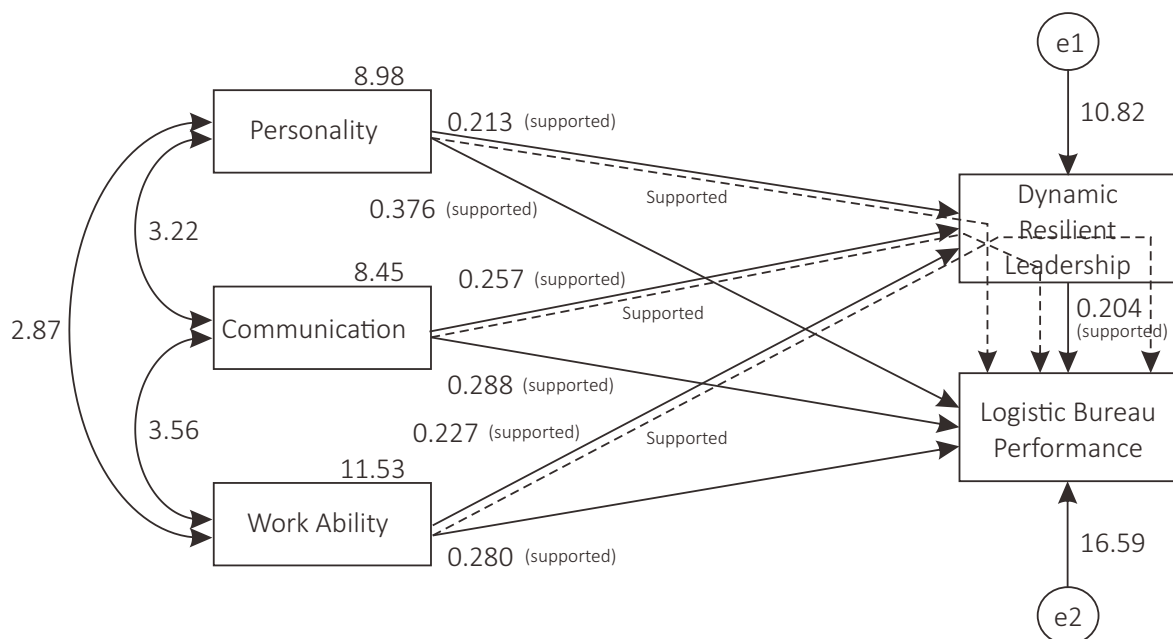 e1
8.98
10.82
Personality
0.213 (supported)
Supported
Dynamic
Resilient
Leadership
0.376 (supported)
3.22
8.45
0.257 (supported)
Supported
0.204
(supported)
2.87
Communication
0.288 (supported)
Logistic Bureau
Performance
3.56
0.227 (supported)
Supported
11.53
Work Ability
0.280 (supported)
16.59
e2